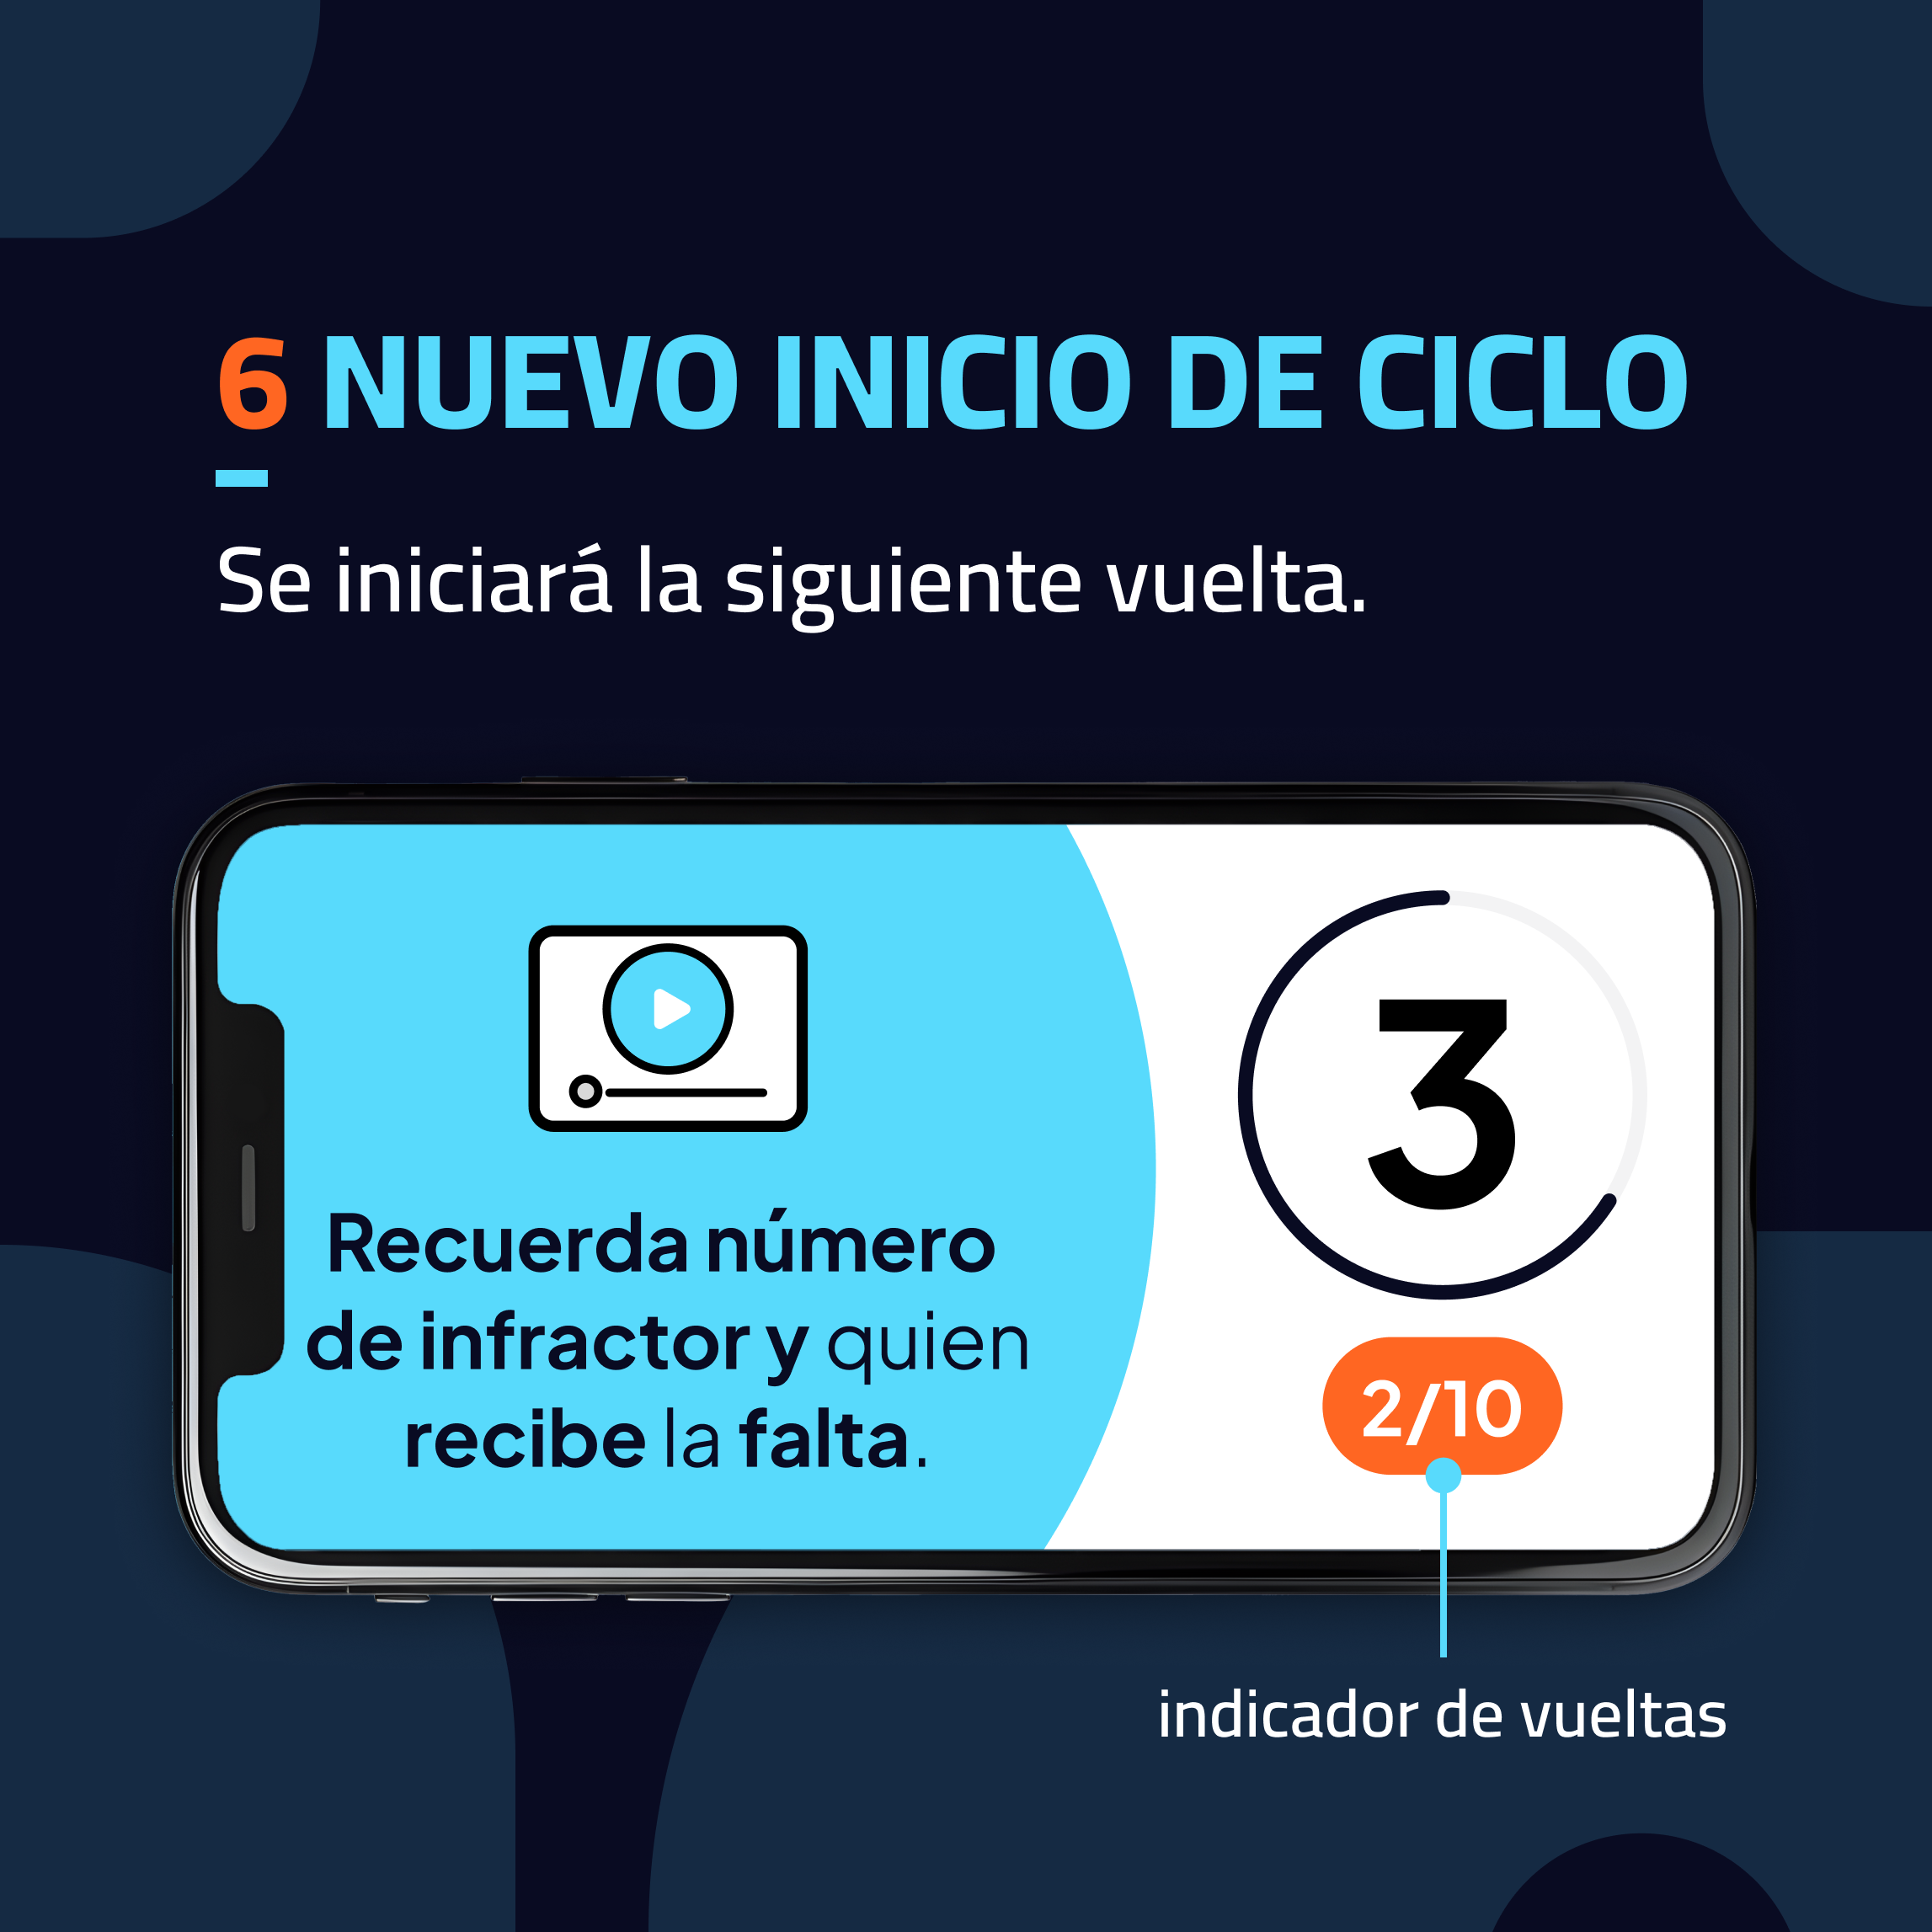 6 NUEVO INICIO DE CICLO
Se iniciará la siguiente vuelta.
Recuerda número
de infractor y quien
recibe la falta.
3
2/10
indicador de vueltas